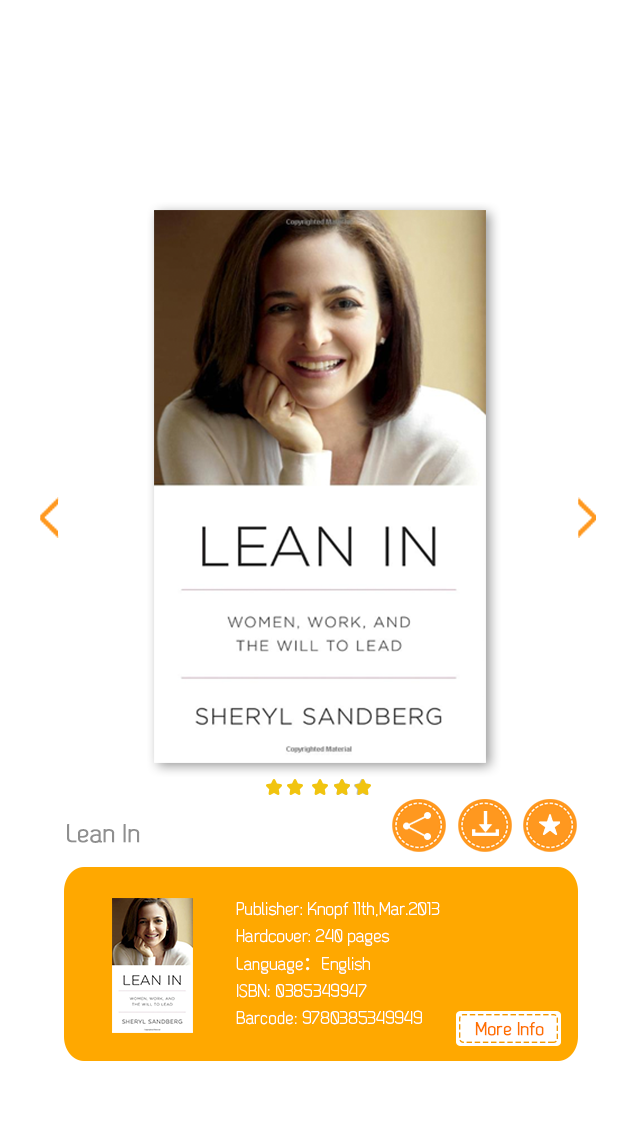 Copyrighted Material
LEAN IN
WOMEN, WORK, AND
THE WILL TO LEAD
SHERYL SANDBERG
Copyrighted Material
Lean In
LEAN IN
WOMEN, WORK, AND
THE WILL TO LEAD
SHERYL SANDBERG
Publisher: Knopf 11th,Mar.2013
Hardcover: 240 pages
Language： English
ISBN: 0385349947
Barcode: 9780385349949
More Info